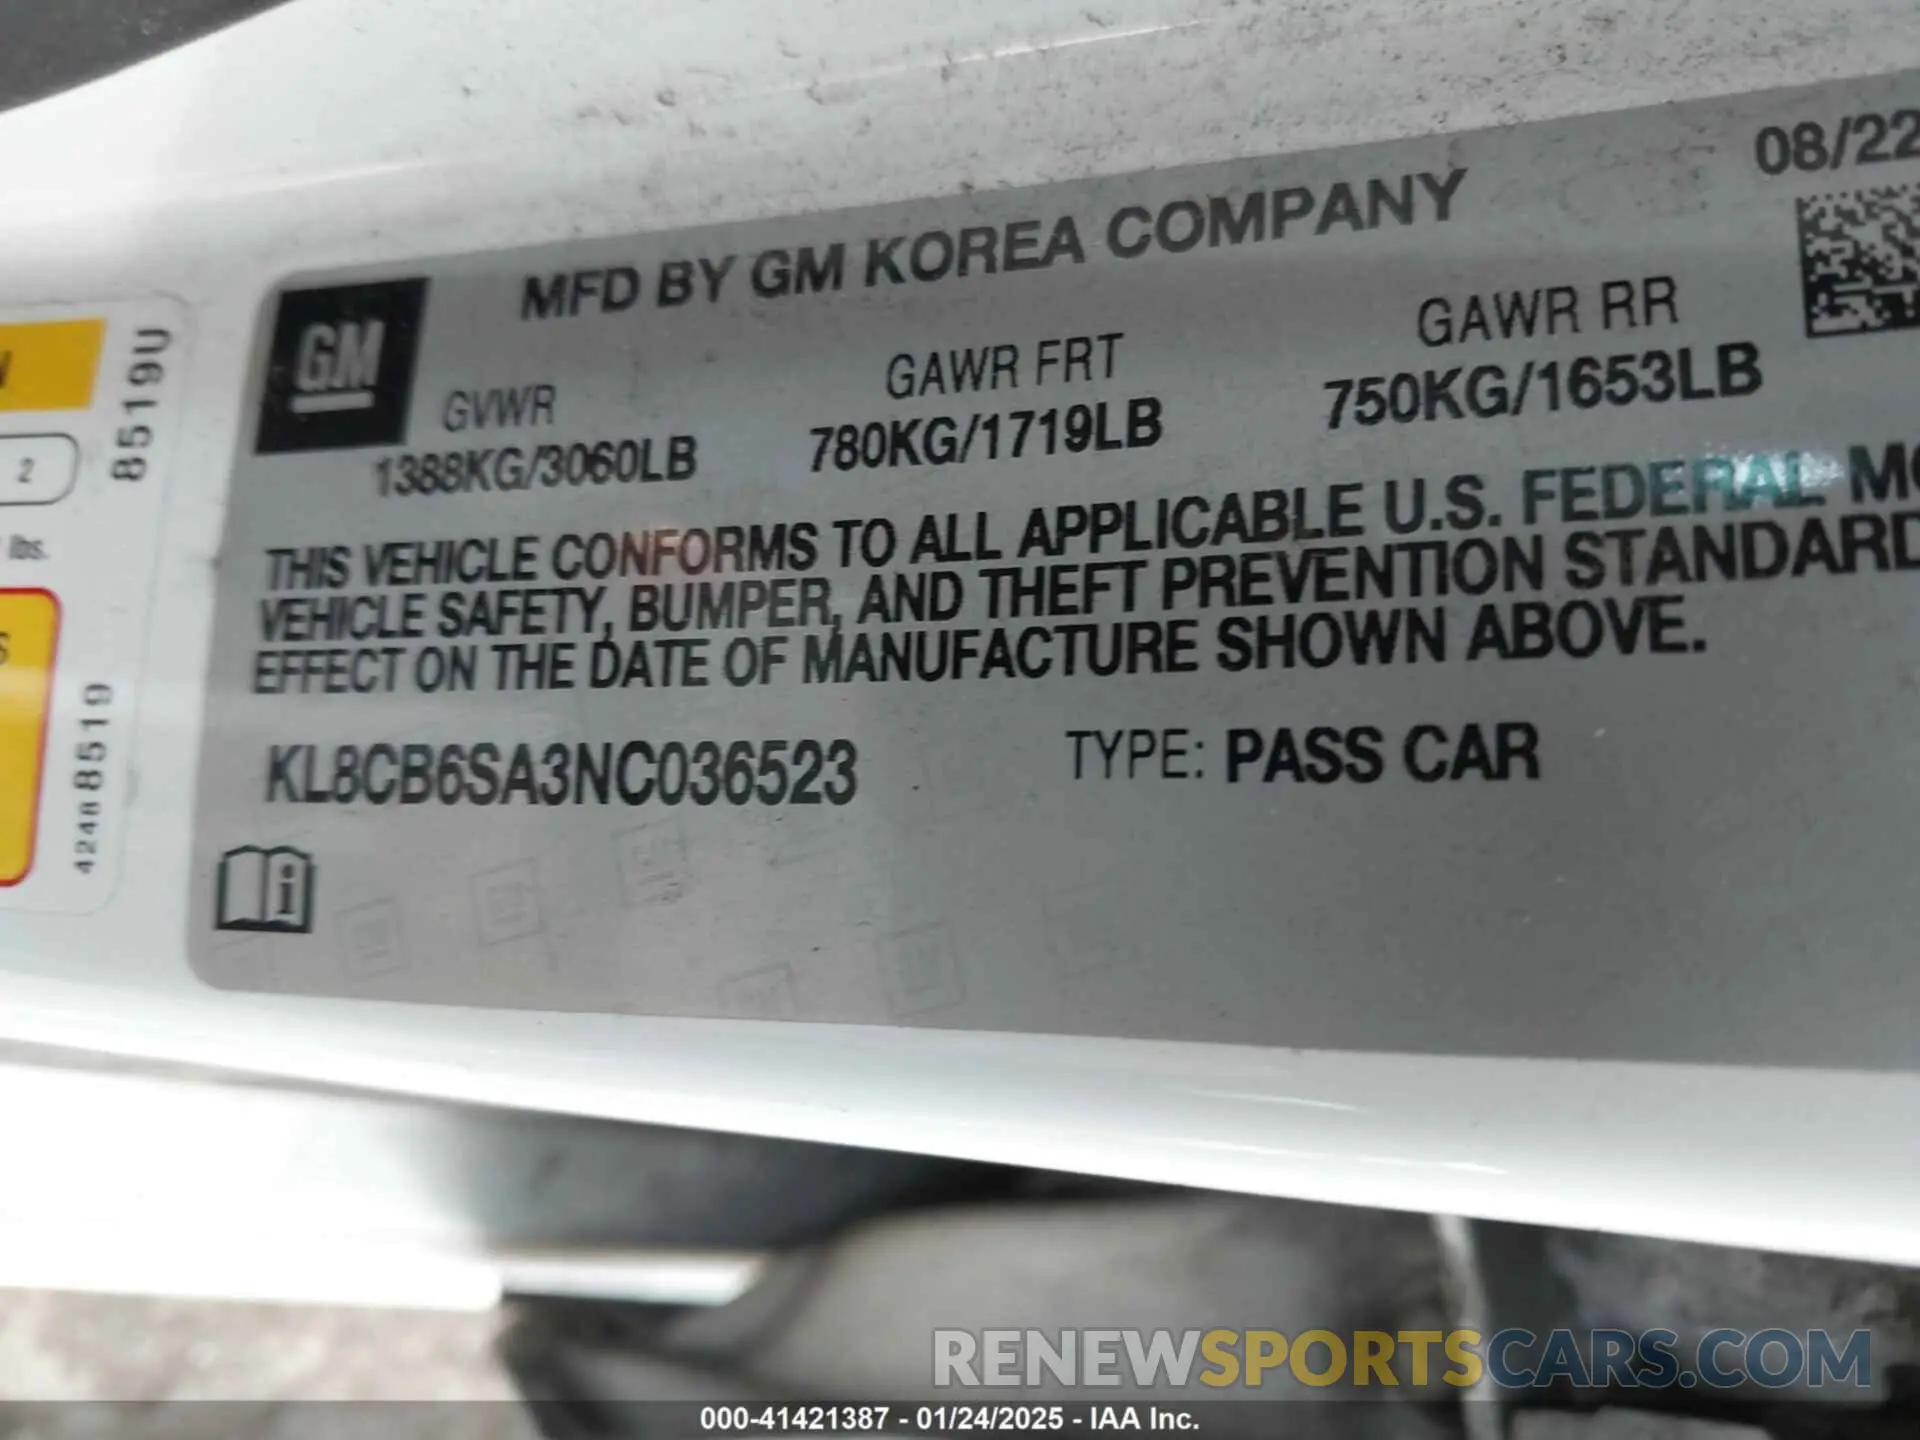 08/22
MFD BY GM KOREA COMPANY
GM
GVWR
GAWR FRT
GAWR RR
1388KG/3060LB
780KG/1719LB
750KG/1653LB
THIS VEHICLE CONFORMS TO ALL APPLICABLE U.S. FEDERAL
VEHICLE SAFETY, BUMPER, AND THEFT PREVENTION STANDARD
EFFECT ON THE DATE OF MANUFACTURE SHOWN ABOVE.
KL8CB6SA3NC036523
TYPE: PASS CAR
8519U
2
lbs.
42488519
RENEWSPORTSCARS.COM
000-41421387 - 01/24/2025 - IAA Inc.